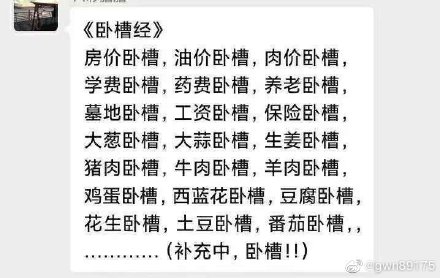 《卧槽经》
房价卧槽，油价卧槽，肉价卧槽，
学费卧槽，药费卧槽，养老卧槽，
墓地卧槽，工资卧槽，保险卧槽，
大葱卧槽，大蒜卧槽，生姜卧槽，
猪肉卧槽，牛肉卧槽，羊肉卧槽，
鸡蛋卧槽，西蓝花卧槽，豆腐卧槽，
花生卧槽，土豆卧槽，番茄卧槽，，
…………（补充中，卧槽!!）
@gwh89175